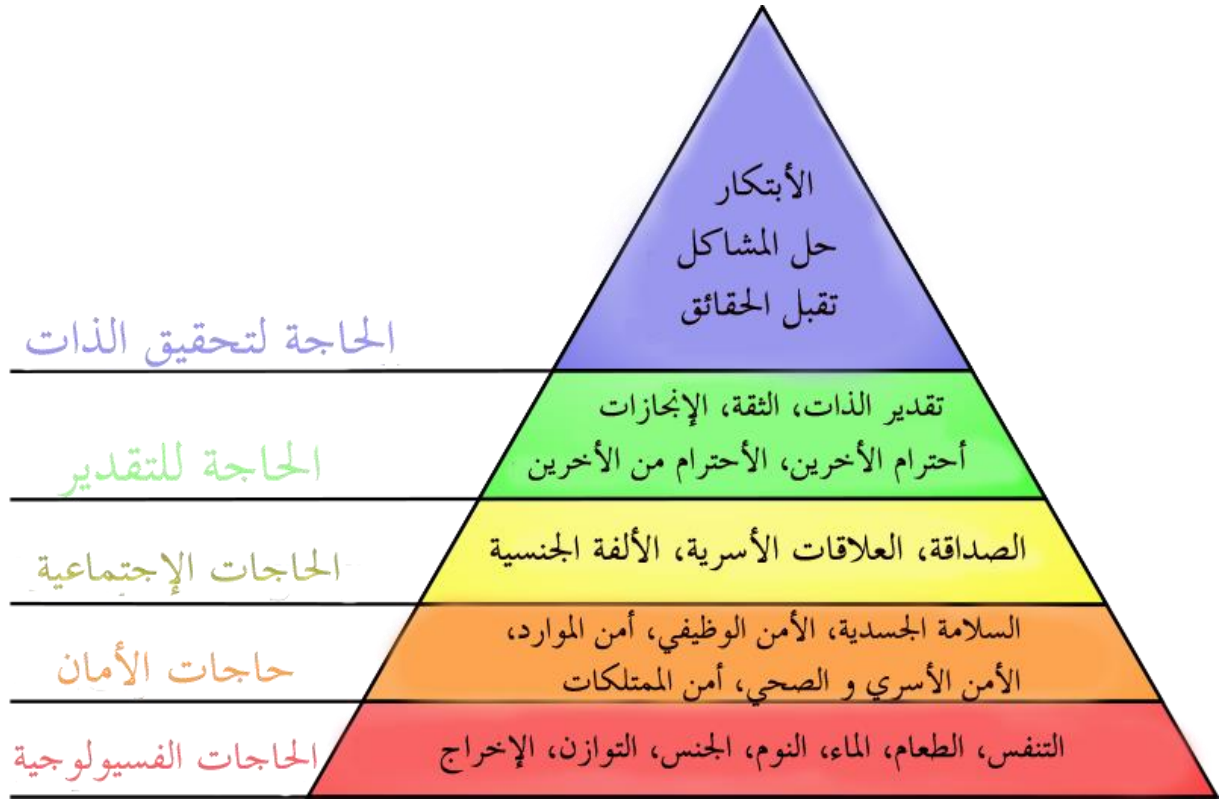 الأبتكار
حل المشاكل
تقبل الحقائق
الحاجة لتحقيق الذات
تقدير الذات، الثقة، الإنجازات
أحترام الأخرين، الأحترام من الأخرين
الحاجة للتقدير
الصداقة، العلاقات الأسرية، الألفة الجنسية
الحاجات الإجتماعية
السلامة الجسدية، الأمن الوظيفي، أمن الموارد،
الأمن الأسري و الصحي، أمن الممتلكات
حاجات الأمان
التنفس، الطعام، الماء، النوم، الجنس، التوازن، الإخراج
الحاجات الفسيولوجية